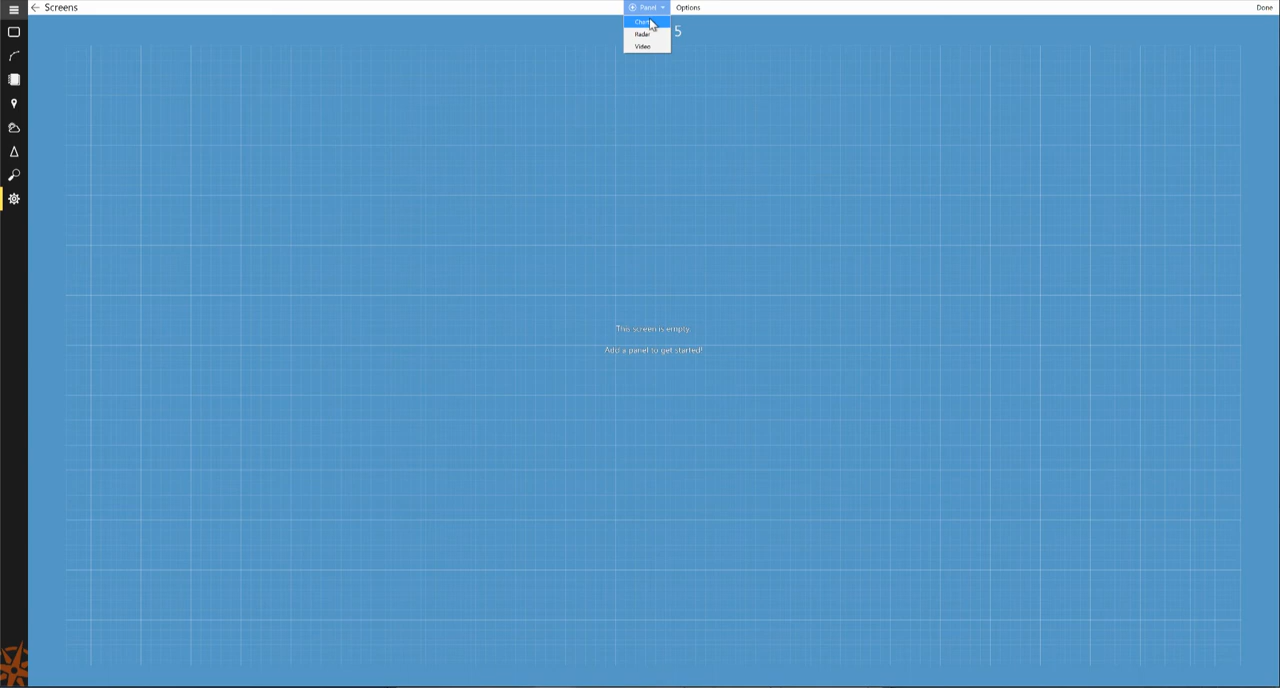 Screens
Panel
Options
Done
Chart
Radar
Video
5
This screen is empty.
Add a panel to get started!